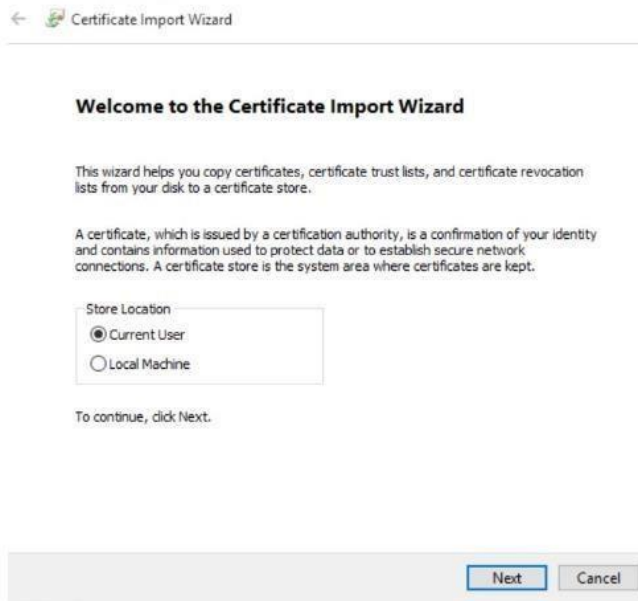 Certificate Import Wizard
Welcome to the Certificate Import Wizard
This wizard helps you copy certificates, certificate trust lists, and certificate revocation
lists from your disk to a certificate store.
A certificate, which is issued by a certification authority, is a confirmation of your identity
and contains information used to protect data or to establish secure network
connections. A certificate store is the system area where certificates are kept.
Store Location
Current User
Local Machine
To continue, click Next.
Next Cancel